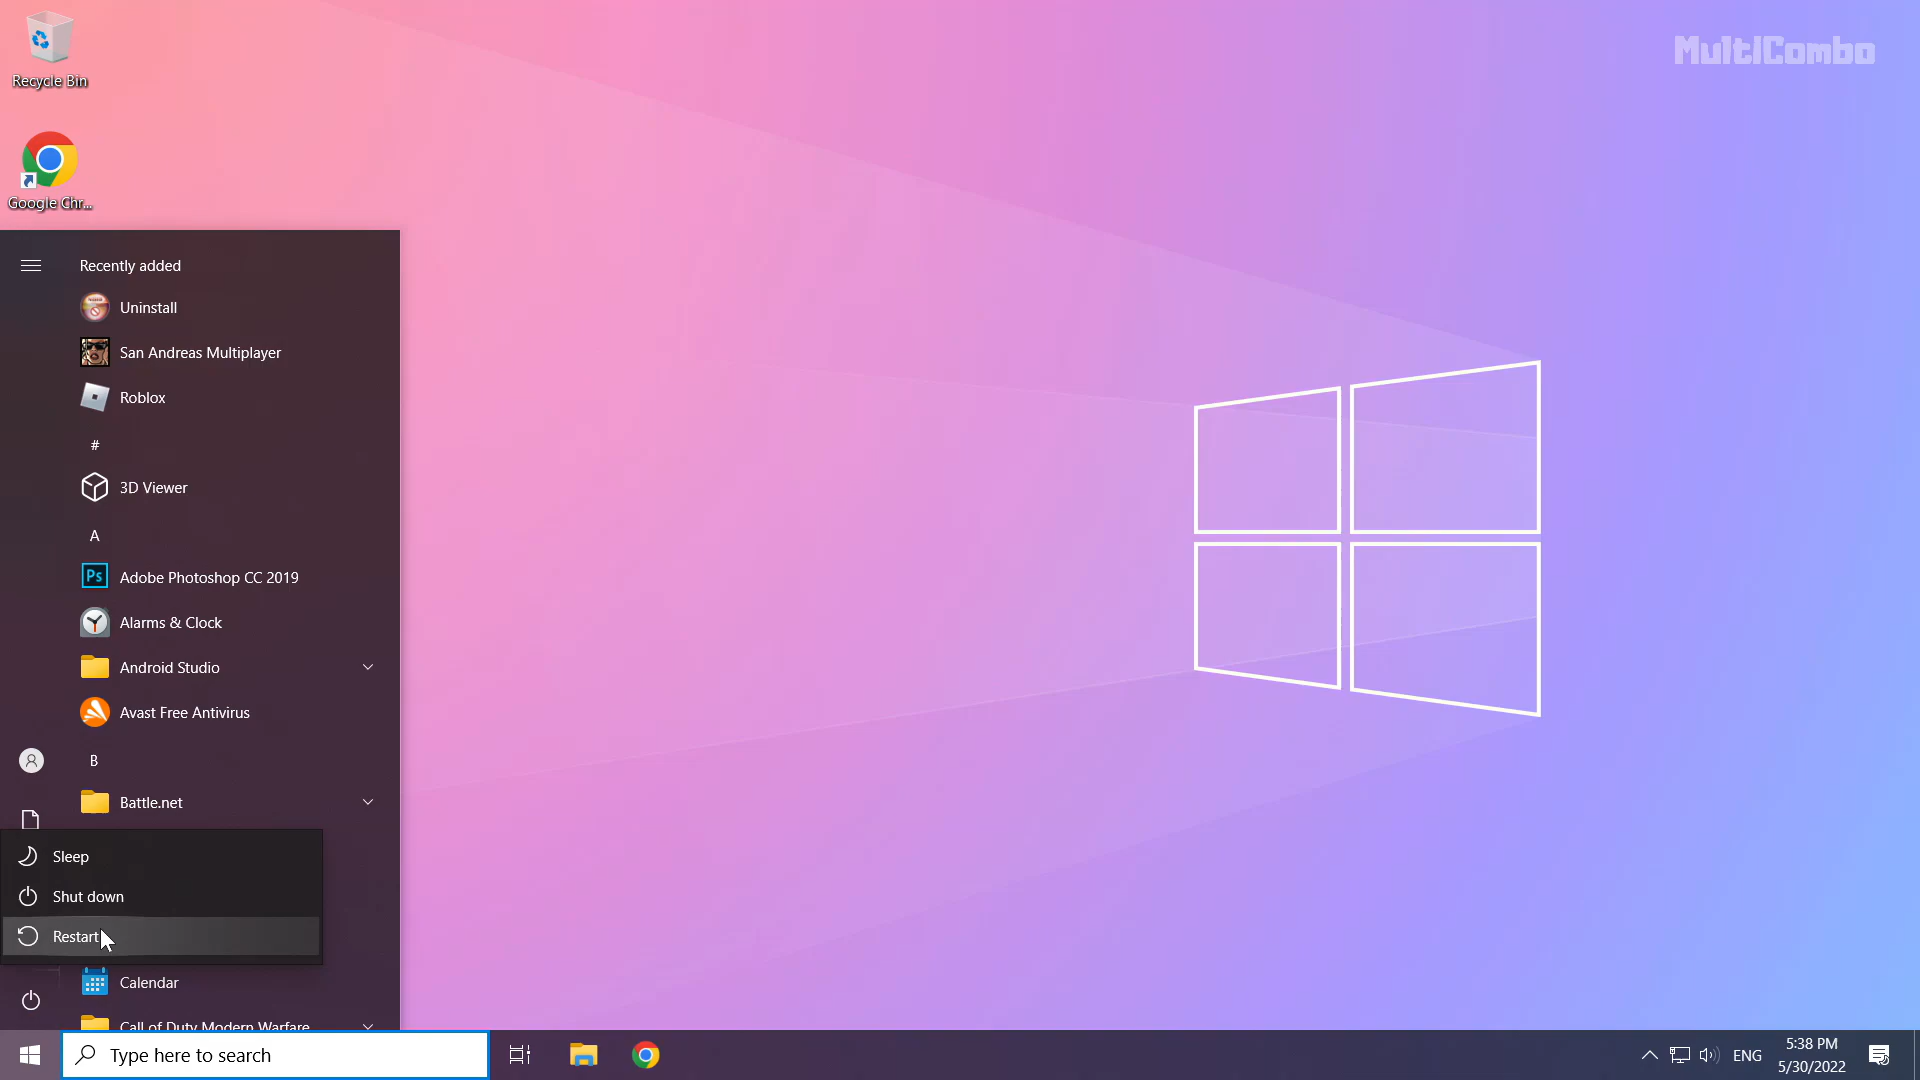 MultiCombo
Recycle Bin
Google Chr...
Recently added
Uninstall
San Andreas Multiplayer
Roblox
#
3D Viewer
A
Ps
Adobe Photoshop CC 2019
Alarms & Clock
Android Studio
Avast Free Antivirus
B
Battle.net
Sleep
Shut down
Restart
Calendar
Call of Duty Modern Warfare
Type here to search
ENG
5:38 PM
5/30/2022